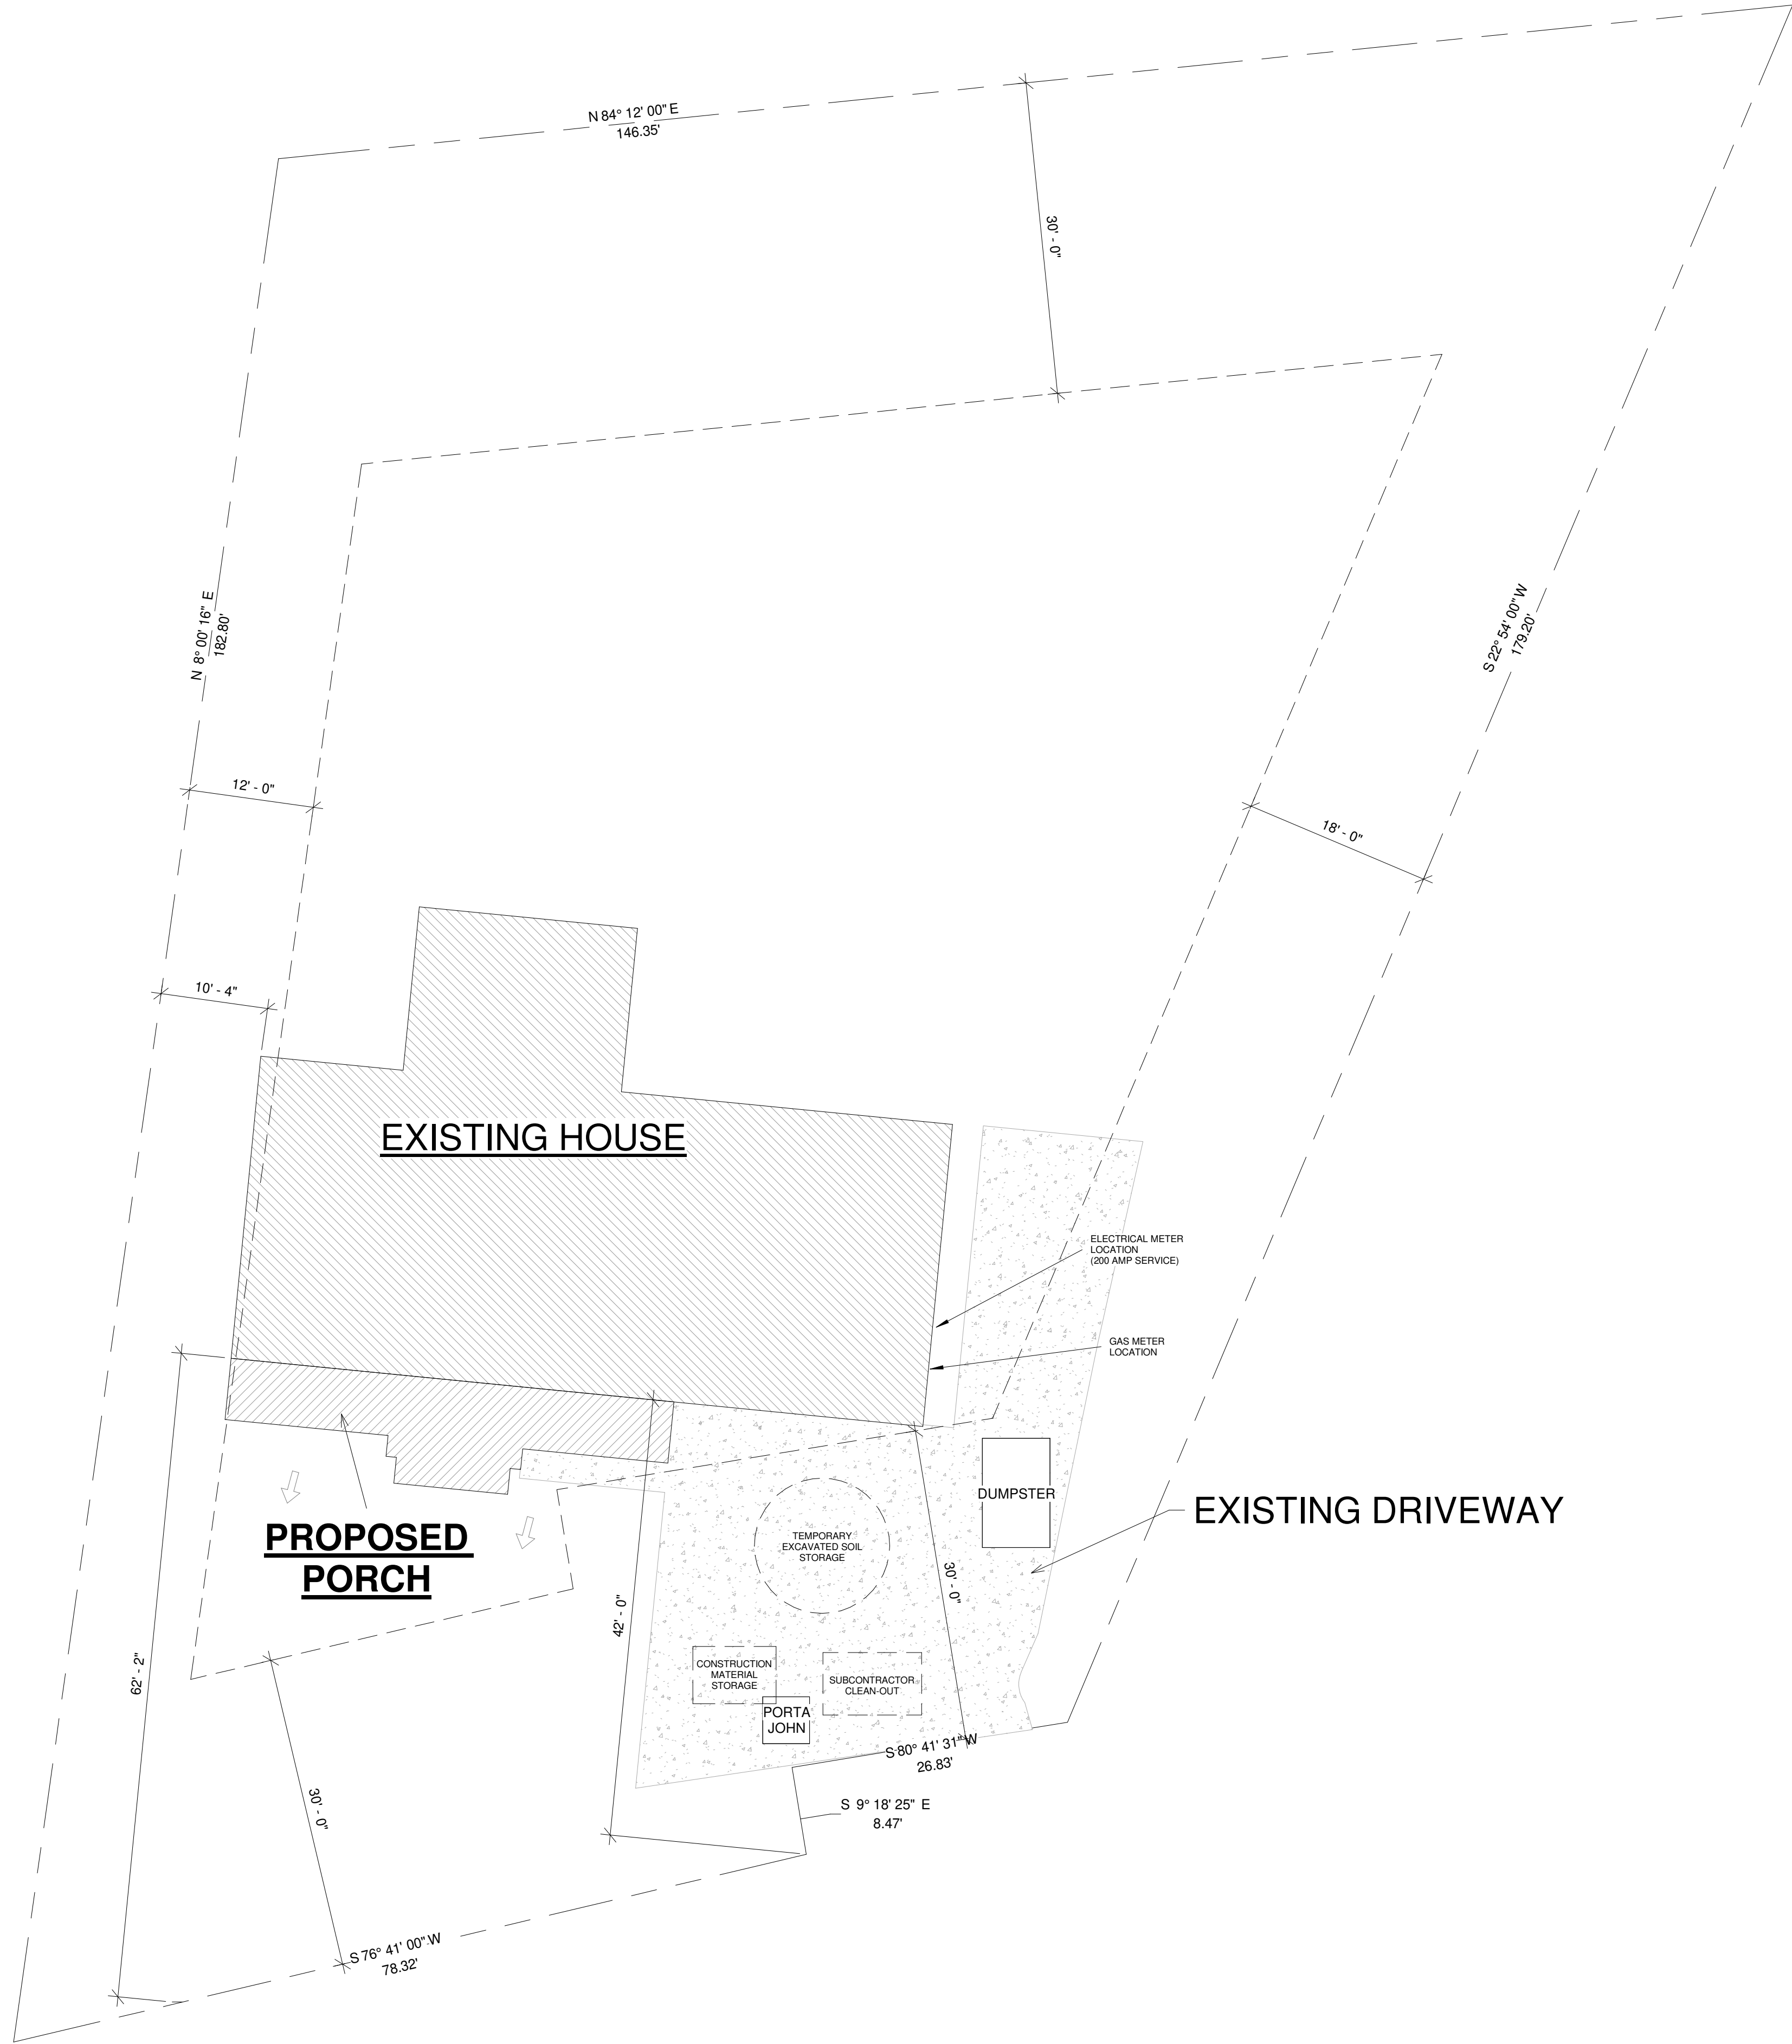 N 84° 12' 00" E
146.35'
30' - 0"
N 8° 00' 16" E
182.80'
S 22° 54' 00" W
179.20'
12' - 0"
18' - 0"
10' - 4"
EXISTING HOUSE
ELECTRICAL METER
LOCATION
(200 AMP SERVICE)
GAS METER
LOCATION
DUMPSTER
EXISTING DRIVEWAY
PROPOSED
PORCH
TEMPORARY
EXCAVATED SOIL
STORAGE
30' - 0"
42' - 0"
62' - 2"
CONSTRUCTION
MATERIAL
STORAGE
SUBCONTRACTOR
CLEAN-OUT
PORTA
JOHN
S 80° 41' 31" W
26.83'
30' - 0"
S 9° 18' 25" E
8.47'
S 76° 41' 00" W
78.32'